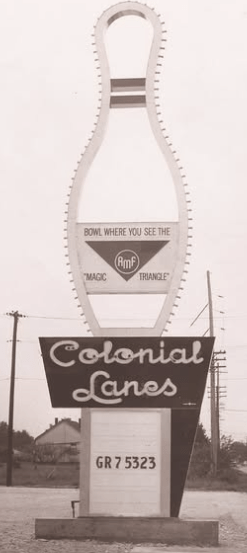 BOWL WHERE YOU SEE THE
AMF
"MAGIC TRIANGLE"
Colonial
Lanes
GR 7 5323